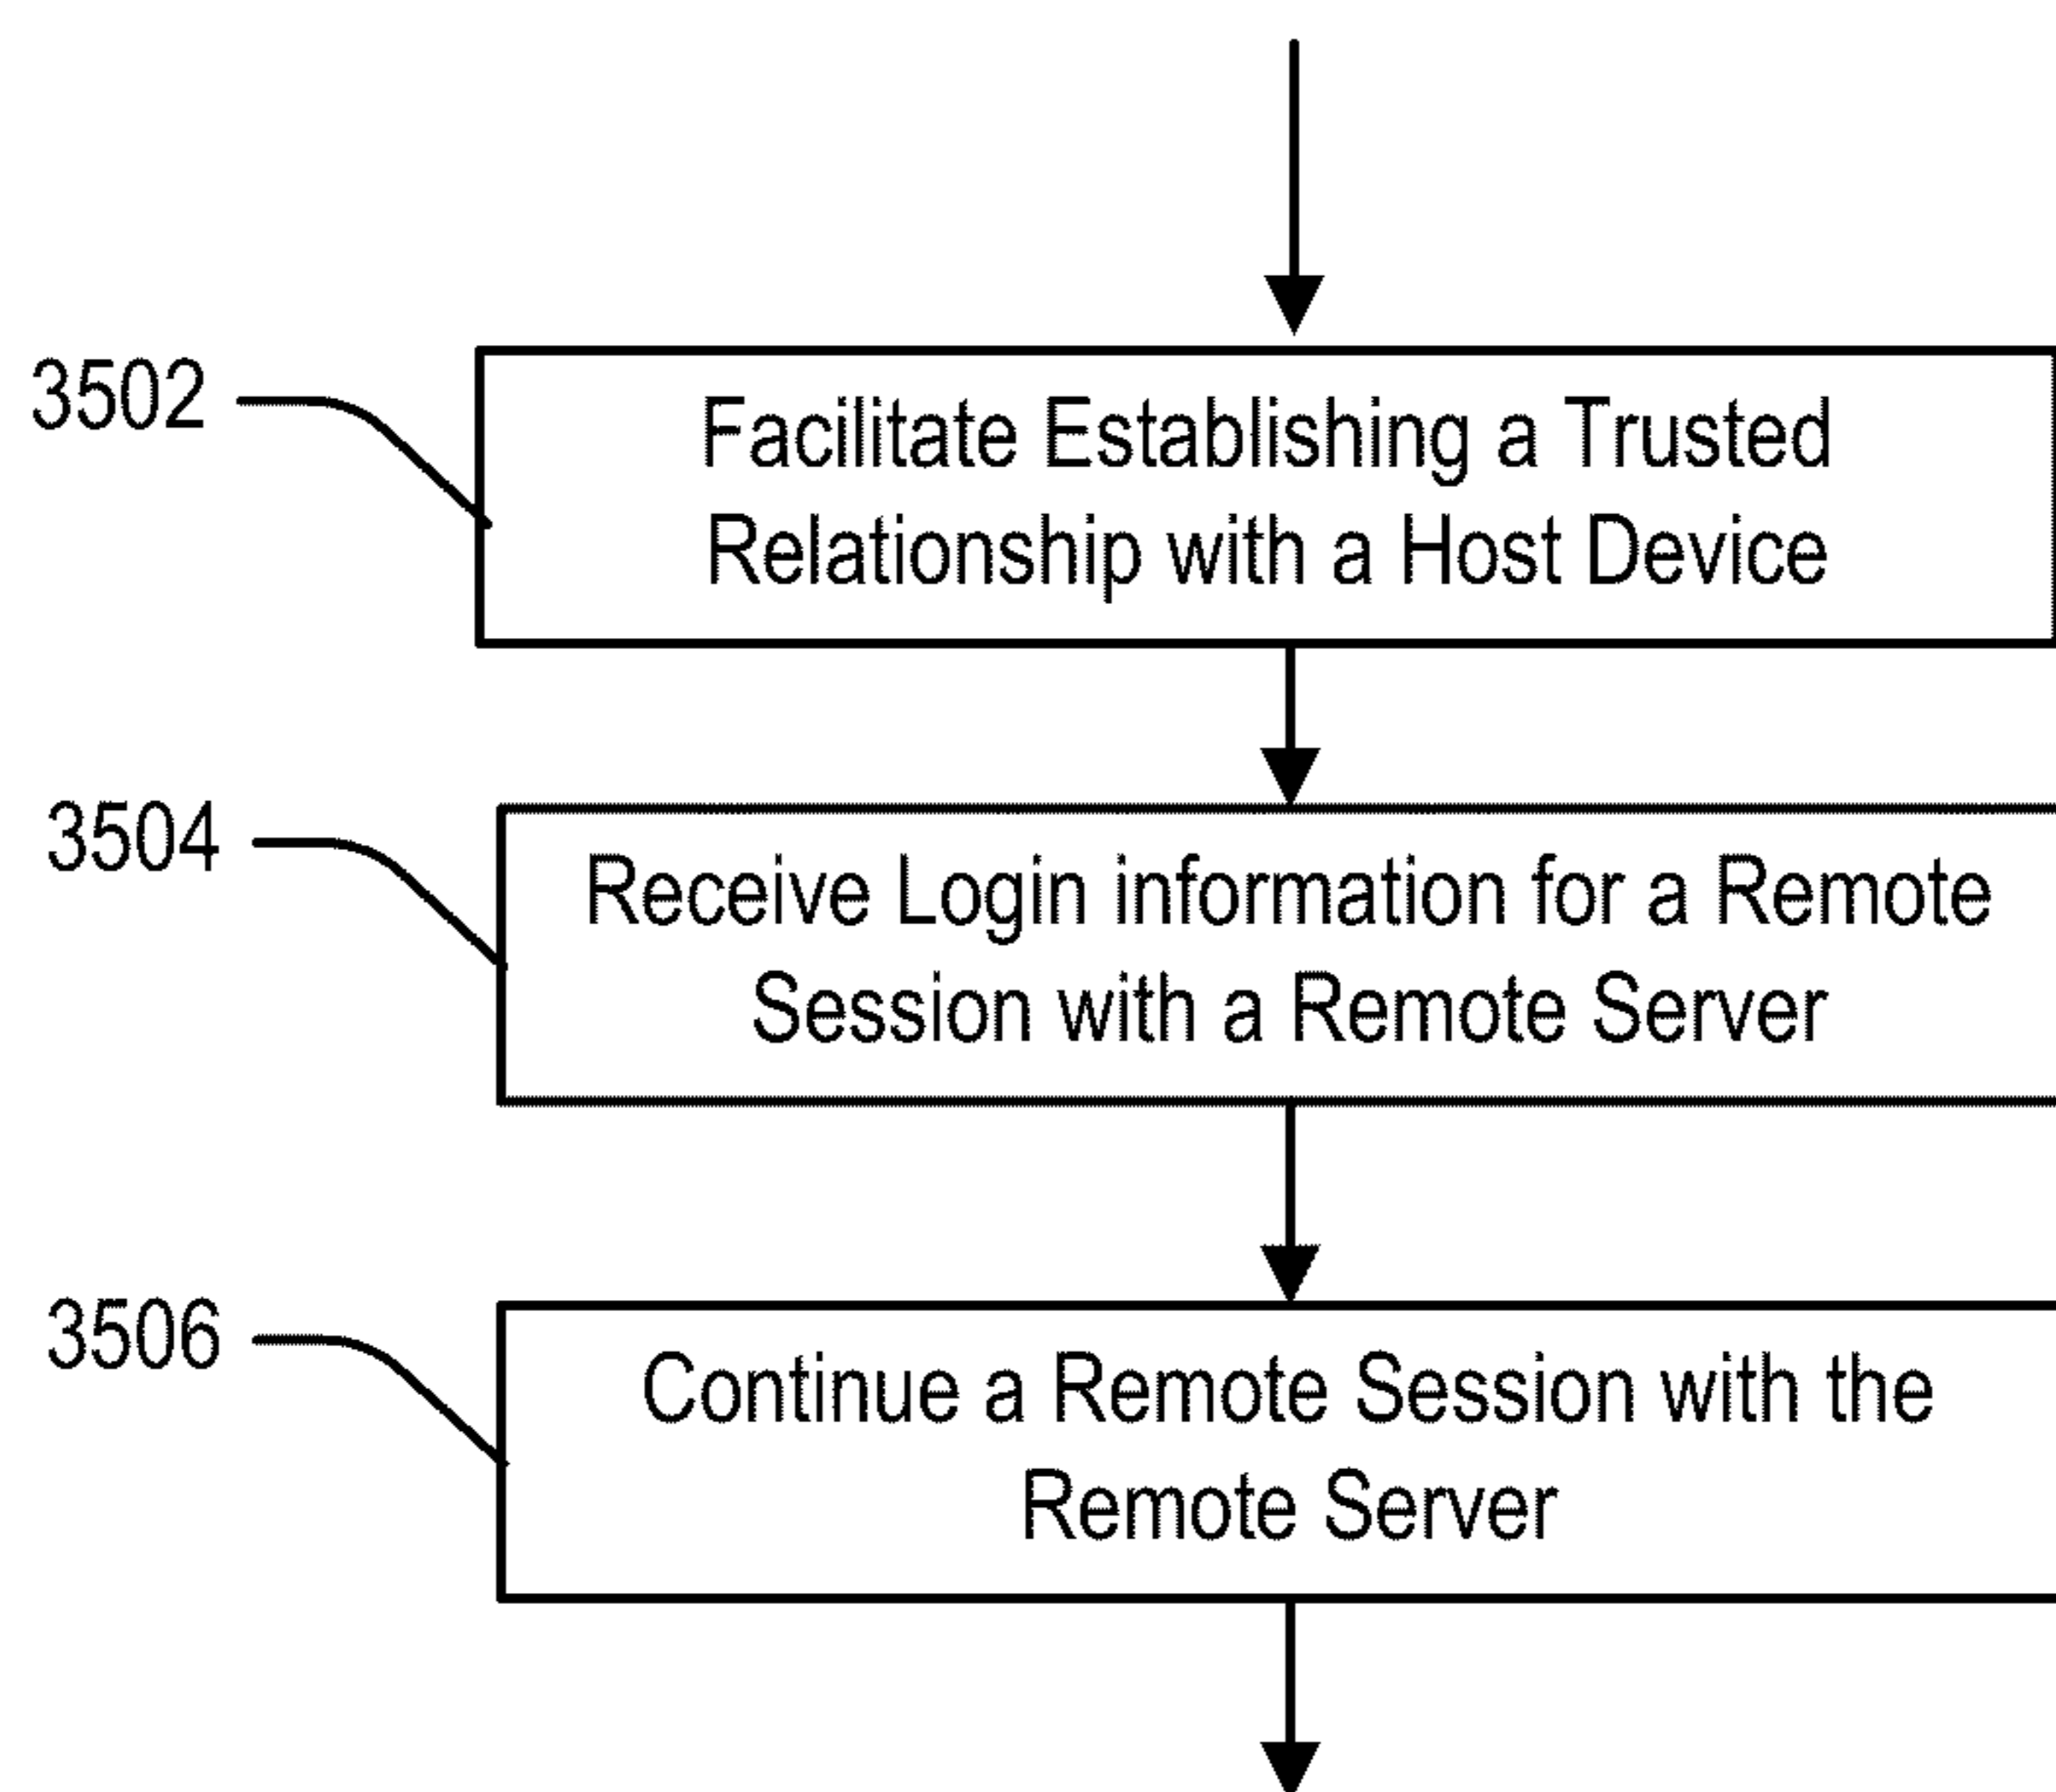 3502
Facilitate Establishing a Trusted
Relationship with a Host Device
3504
Receive Login information for a Remote
Session with a Remote Server
3506
Continue a Remote Session with the
Remote Server